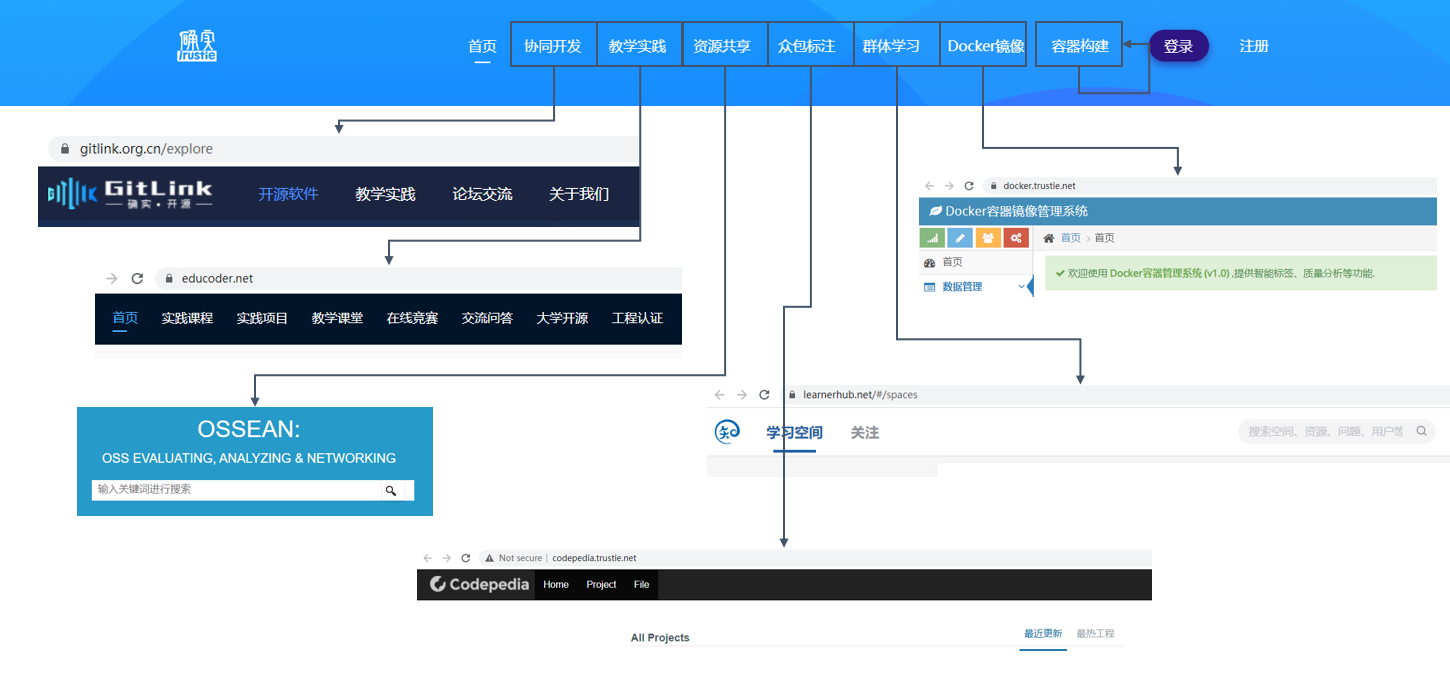 确实
Trustie
首页 协同开发 教学实践 资源共享 众包标注 群体学习 Docker镜像 容器构建 登录 注册
gitlink.org.cn/explore
GitLink
确实·开源
开源软件 教学实践 论坛交流 关于我们
docker.trustie.net
Docker容器镜像管理系统
首页 > 首页
首页
欢迎使用 Docker容器管理系统 (v1.0) ,提供智能标签、质量分析等功能.
数据管理
educoder.net
首页 实践课程 实践项目 教学课堂 在线竞赛 交流问答 大学开源 工程认证
learnerhub.net/#/spaces
学习空间 关注
搜索空间、资源、问题、用户等
OSSEAN:
OSS EVALUATING, ANALYZING & NETWORKING
输入关键词进行搜索
Not secure | codepedia.trustie.net
Codepedia Home Project File
All Projects 最近更新 最热工程